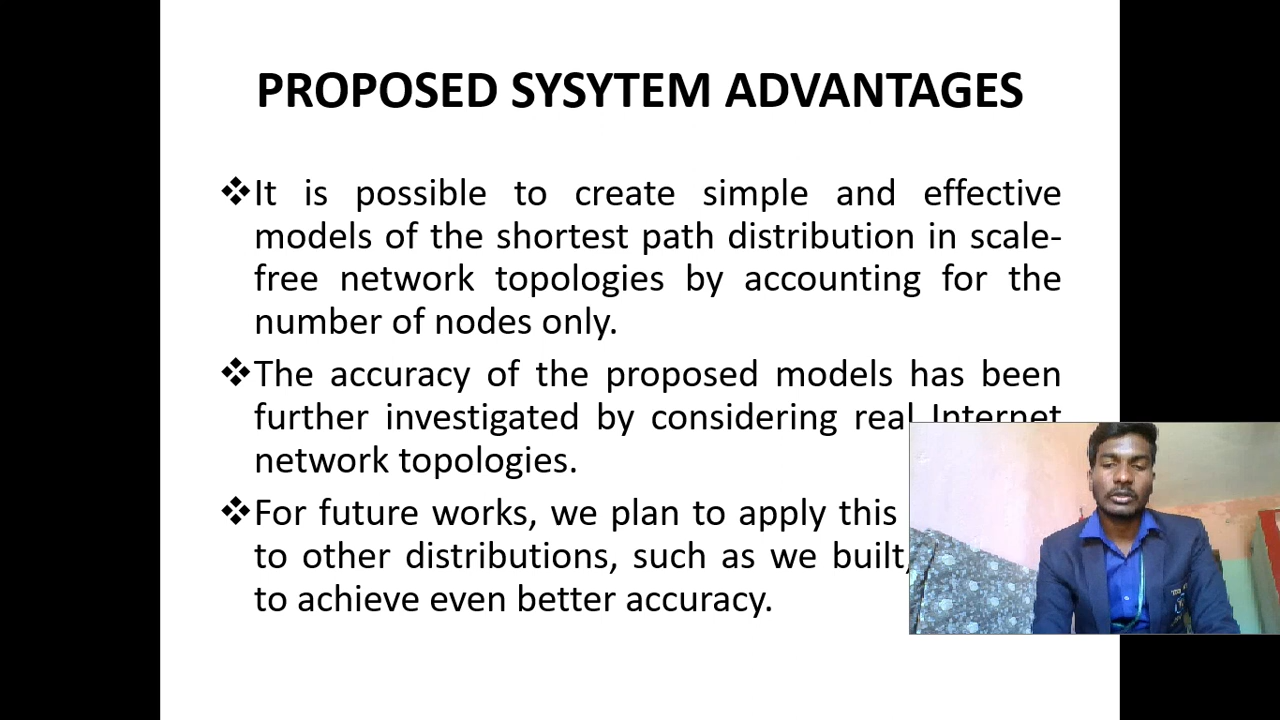 PROPOSED SYSYTEM ADVANTAGES
❖It is possible to create simple and effective
models of the shortest path distribution in scale-
free network topologies by accounting for the
number of nodes only.
❖The accuracy of the proposed models has been
further investigated by considering real Internet
network topologies.
❖For future works, we plan to apply this
to other distributions, such as we built,
to achieve even better accuracy.